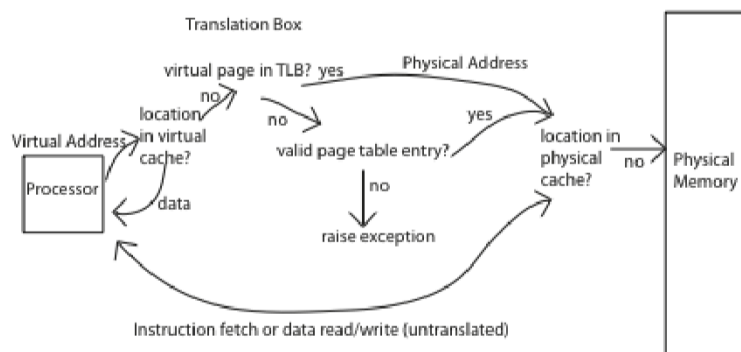 Translation Box
virtual page in TLB? yes
Physical Address
no
location
in virtual
cache?
Virtual Address
Processor
data
no
valid page table entry?
yes
no
raise exception
location in
physical
cache?
no
Physical
Memory
Instruction fetch or data read/write (untranslated)